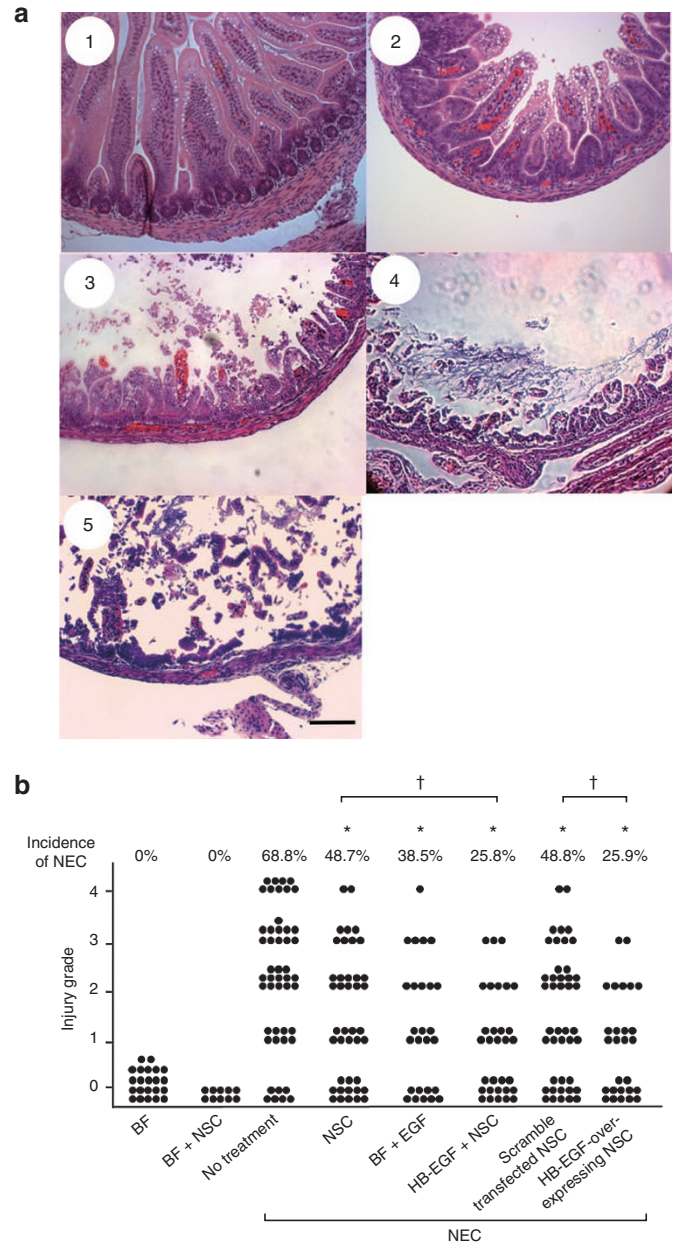 a
1
2
3
4
5
b
†
†
*
*
*
*
*
Incidence
of NEC
0%
0%
68.8%
48.7%
38.5%
25.8%
48.8%
25.9%
Injury grade
4
3
2
1
0
BF
BF + NSC
No treatment
NSC
BF + EGF
HB-EGF + NSC
Scramble
transfected NSC
HB-EGF-over-
expressing NSC
NEC